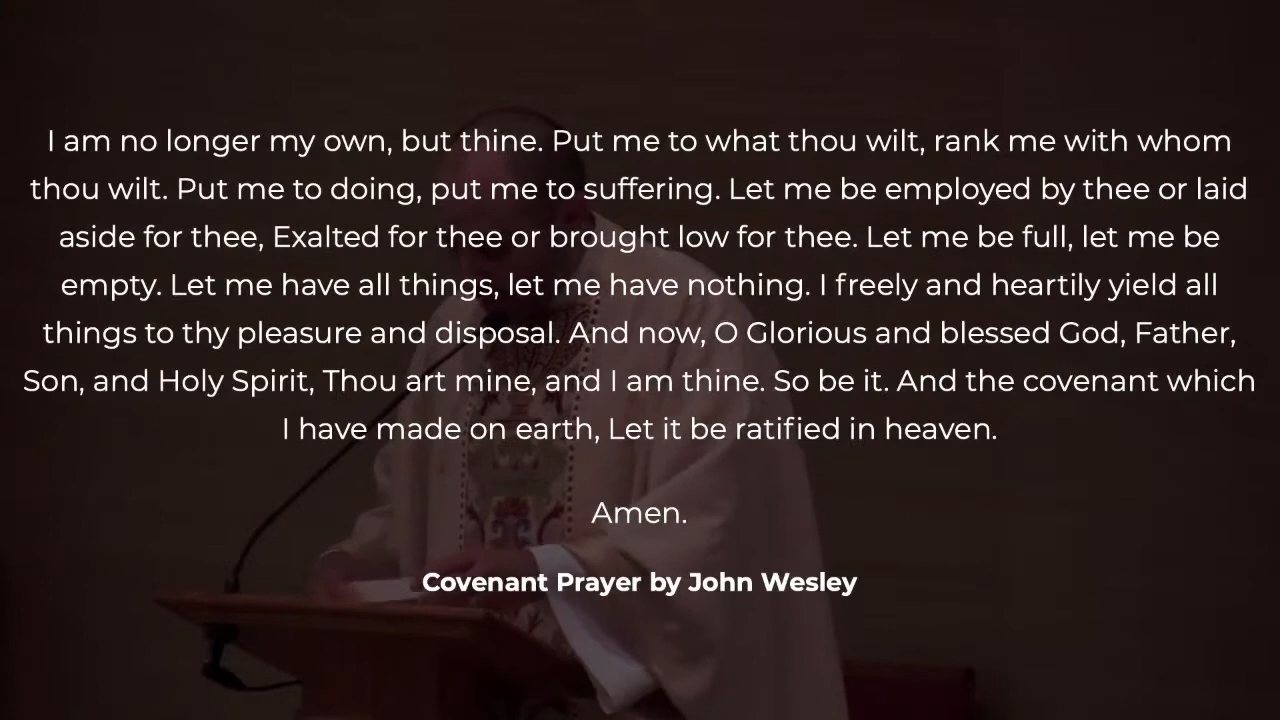 I am no longer my own, but thine. Put me to what thou wilt, rank me with whom
thou wilt. Put me to doing, put me to suffering. Let me be employed by thee or laid
aside for thee, Exalted for thee or brought low for thee. Let me be full, let me be
empty. Let me have all things, let me have nothing. I freely and heartily yield all
things to thy pleasure and disposal. And now, O Glorious and blessed God, Father,
Son, and Holy Spirit, Thou art mine, and I am thine. So be it. And the covenant which
I have made on earth, Let it be ratified in heaven.
Amen.
Covenant Prayer by John Wesley